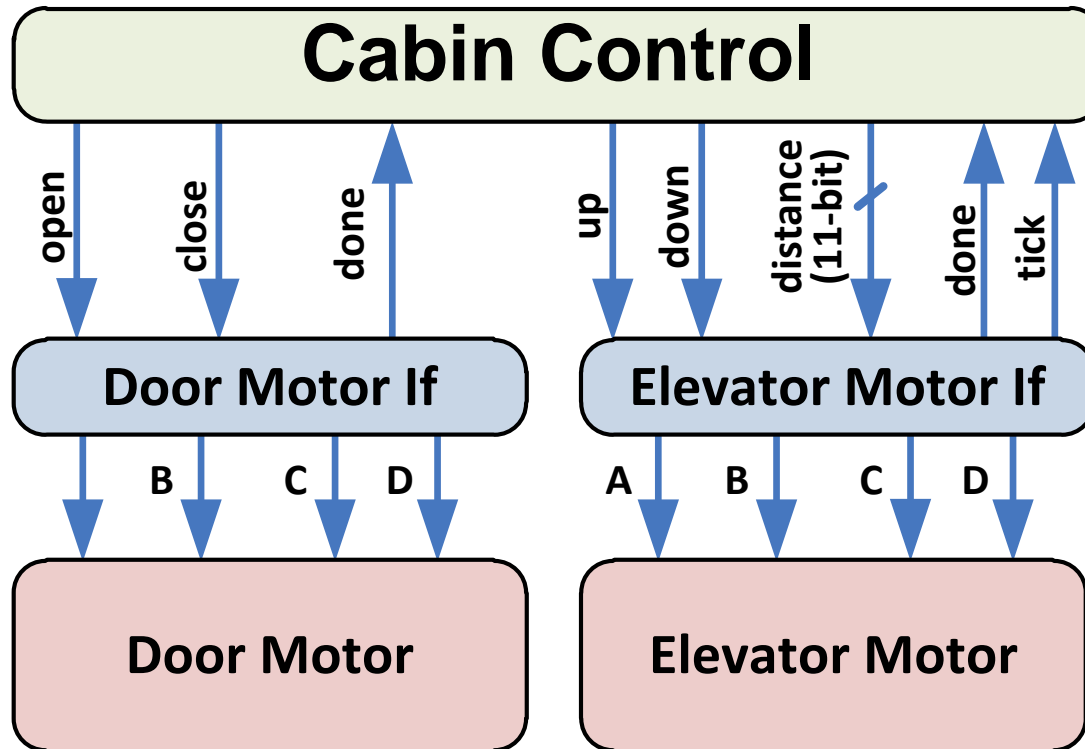 Cabin Control
open
close
done
up
down
distance
(11-bit)
done
tick
Door Motor If
Elevator Motor If
B
C
D
A
B
C
D
Door Motor
Elevator Motor